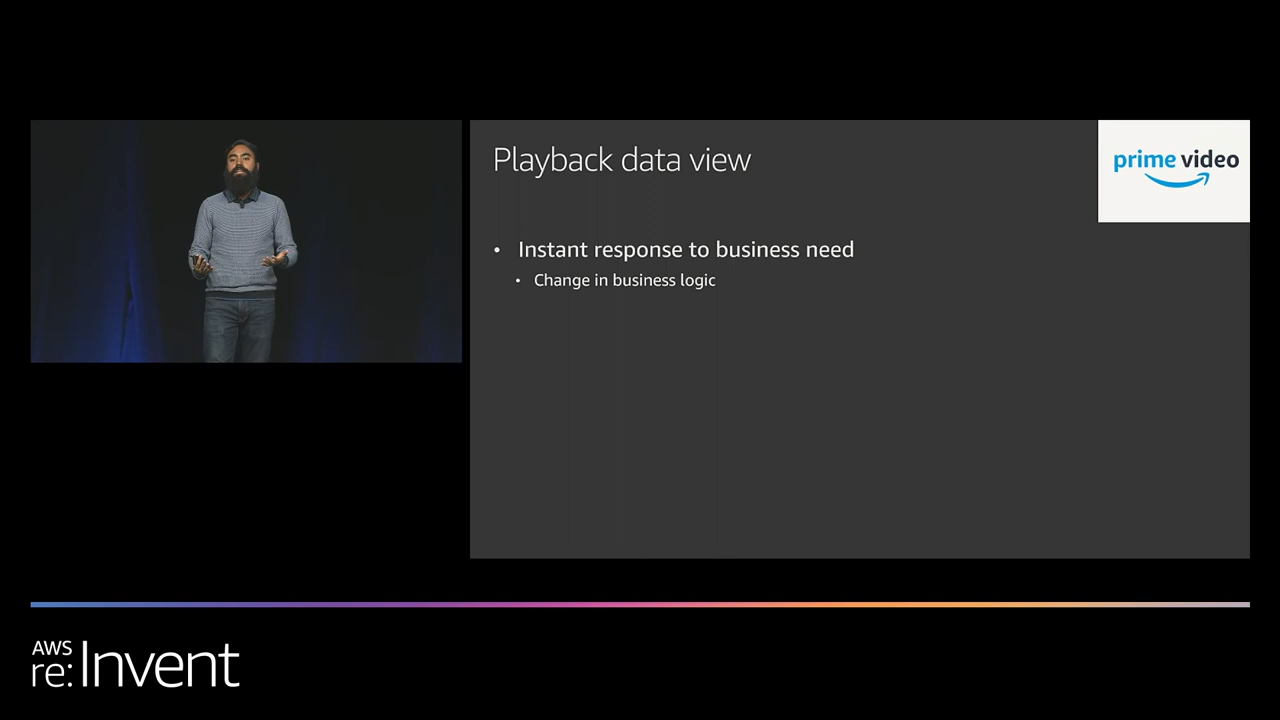 Playback data view
prime video
• Instant response to business need
• Change in business logic
AWS
re:Invent